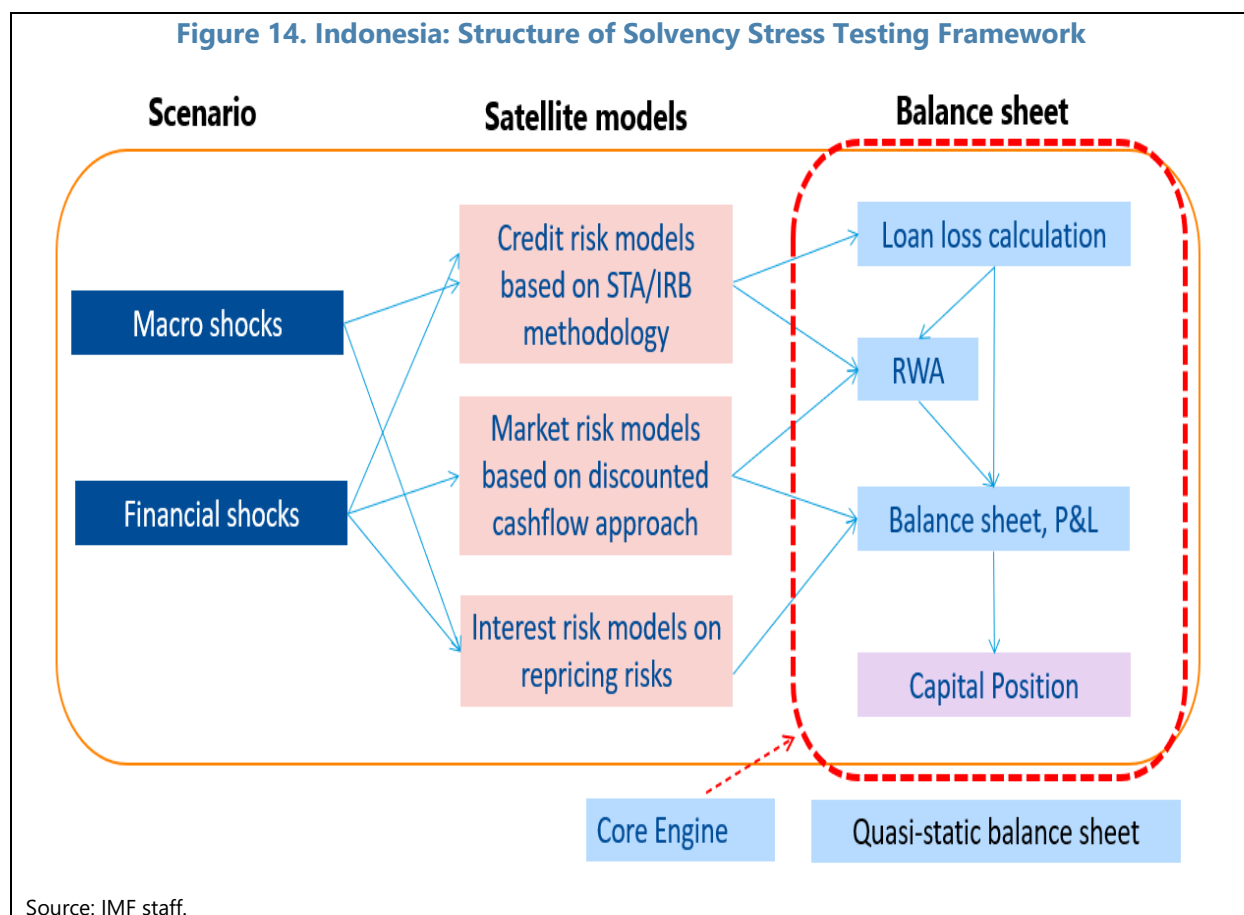 Figure 14. Indonesia: Structure of Solvency Stress Testing Framework
Scenario
Satellite models
Balance sheet
Macro shocks
Financial shocks
Credit risk models
based on STA/IRB
methodology
Market risk models
based on discounted
cashflow approach
Interest risk models on
repricing risks
Loan loss calculation
RWA
Balance sheet, P&L
Capital Position
Core Engine
Quasi-static balance sheet
Source: IMF staff.